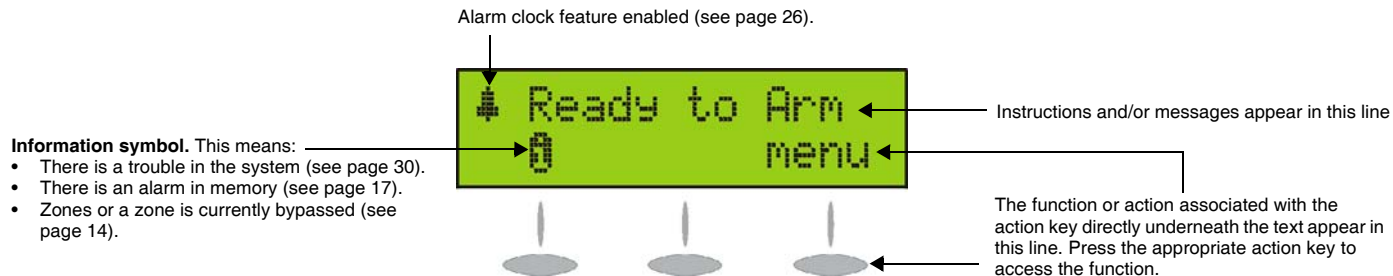 Alarm clock feature enabled (see page 26).
Ready to Arm
menu
Instructions and/or messages appear in this line
Information symbol. This means:
• There is a trouble in the system (see page 30).
• There is an alarm in memory (see page 17).
• Zones or a zone is currently bypassed (see
page 14).
The function or action associated with the
action key directly underneath the text appear in
this line. Press the appropriate action key to
access the function.